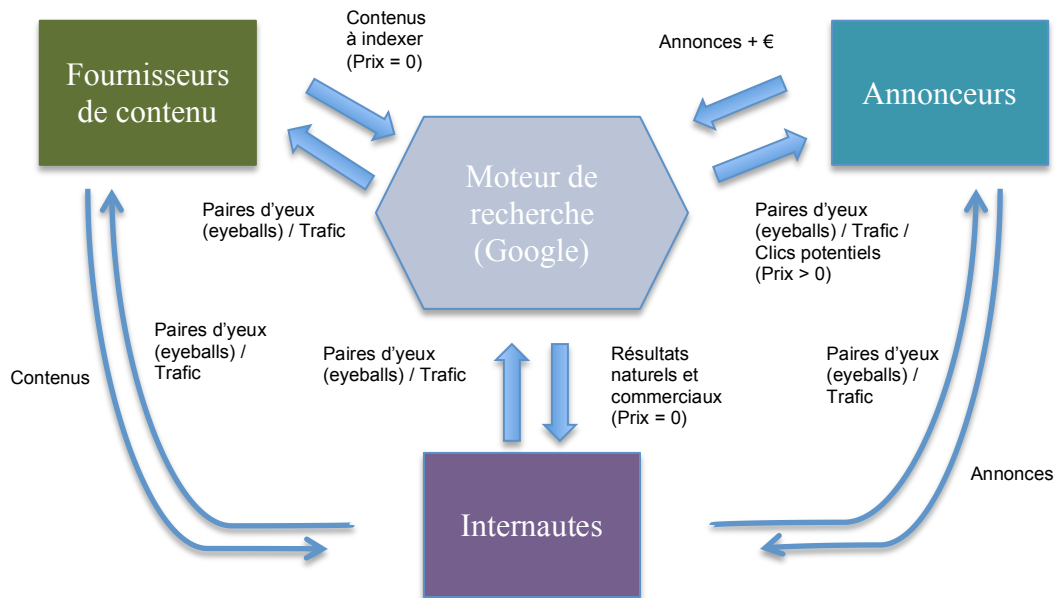 Contenus
à indexer
(Prix = 0)
Annonces + €
Fournisseurs
de contenu
Annonceurs
Moteur de
recherche
(Google)
Paires d'yeux
(eyeballs) / Trafic
Paires d'yeux
(eyeballs) / Trafic /
Clics potentiels
(Prix > 0)
Contenus
Paires d'yeux
(eyeballs) /
Trafic
Paires d'yeux
(eyeballs) / Trafic
Résultats
naturels et
commerciaux
(Prix = 0)
Paires d'yeux
(eyeballs) /
Trafic
Annonces
Internautes